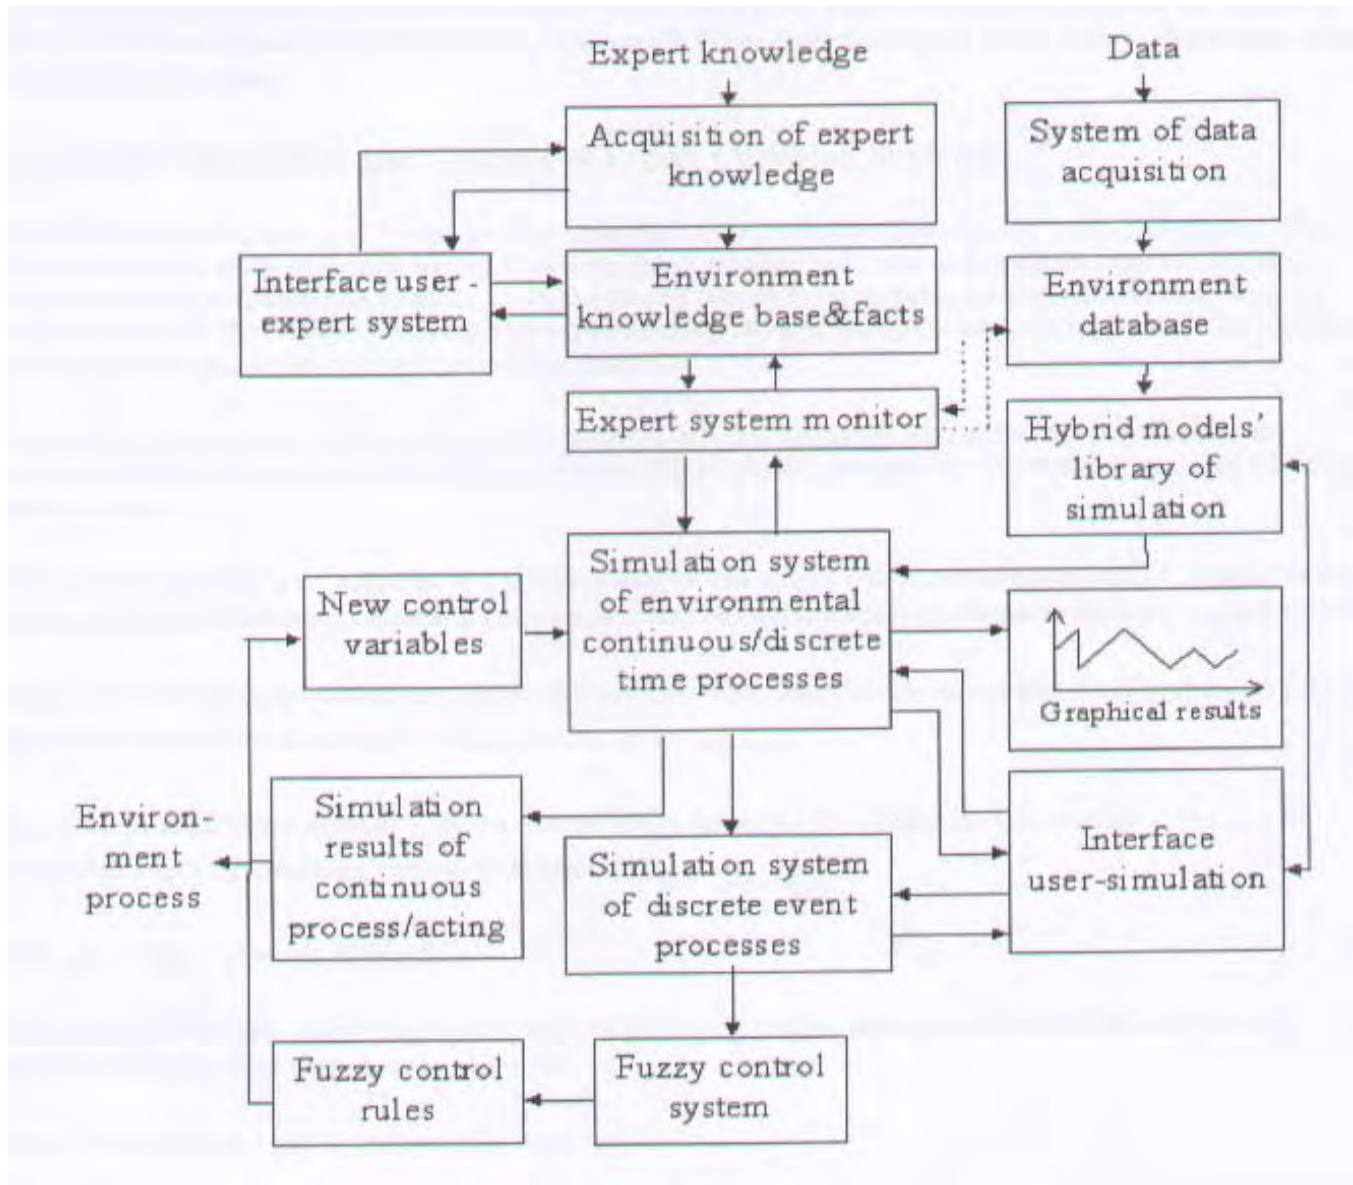 Expert knowledge
Data
Acquisition of expert
knowledge
System of data
acquisition
Interface user -
expert system
Environment
knowledge base&facts
Environment
database
Expert system monitor
Hybrid models'
library of
simulation
Simulation system
of environmental
continuous/discrete
time processes
New control
variables
Graphical results
Environ-
ment
process
Simulation
results of
continuous
process/acting
Simulation system
of discrete event
processes
Interface
user-simulation
Fuzzy control
rules
Fuzzy control
system